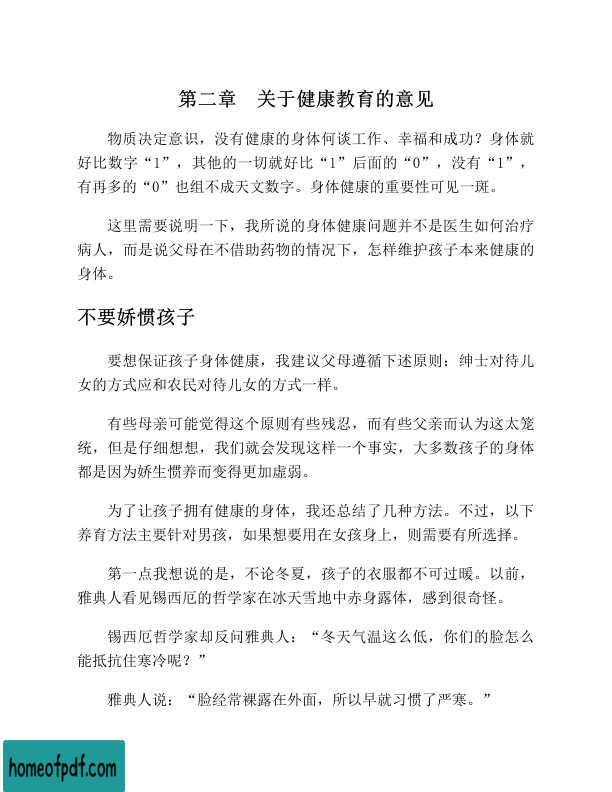 第二章　关于健康教育的意见
物质决定意识，没有健康的身体何谈工作、幸福和成功？身体就
好比数字“1”，其他的一切就好比“1”后面的“0”，没有“1”，
有再多的“0”也组不成天文数字。身体健康的重要性可见一斑。
这里需要说明一下，我所说的身体健康问题并不是医生如何治疗
病人，而是说父母在不借助药物的情况下，怎样维护孩子本来健康的
身体。
不要娇惯孩子
要想保证孩子身体健康，我建议父母遵循下述原则：绅士对待儿
女的方式应和农民对待儿女的方式一样。
有些母亲可能觉得这个原则有些残忍，而有些父亲而认为这太笼
统，但是仔细想想，我们就会发现这样一个事实，大多数孩子的身体
都是因为娇生惯养而变得更加虚弱。
为了让孩子拥有健康的身体，我还总结了几种方法。不过，以下
养育方法主要针对男孩，如果想要用在女孩身上，则需要有所选择。
第一点我想说的是，不论冬夏，孩子的衣服都不可过暖。以前，
雅典人看见锡西厄的哲学家在冰天雪地中赤身露体，感到很奇怪。
锡西厄哲学家却反问雅典人：“冬天气温这么低，你们的脸怎么
能抵抗住寒冷呢？”
雅典人说：“脸经常裸露在外面，所以早就习惯了严寒。”
homeofpdf.com